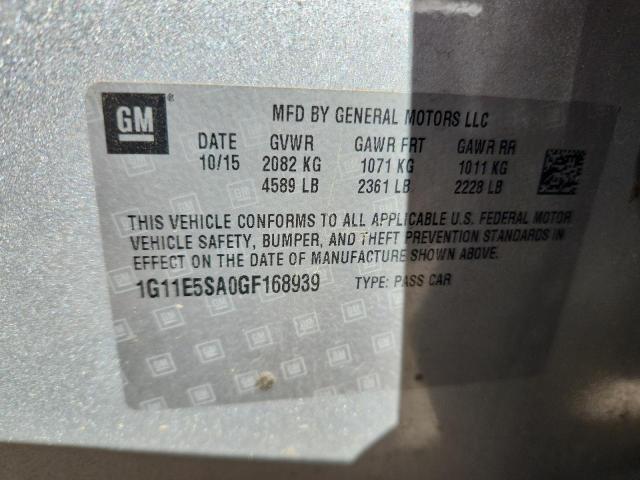 GM®
MFD BY GENERAL MOTORS LLC
DATE GVWR GAWR FRT GAWR RR
10/15 2082 KG 1071 KG 1011 KG
4589 LB 2361 LB 2228 LB
THIS VEHICLE CONFORMS TO ALL APPLICABLE U.S. FEDERAL MOTOR
VEHICLE SAFETY, BUMPER, AND THEFT PREVENTION STANDARDS IN
EFFECT ON THE DATE OF MANUFACTURE SHOWN ABOVE.
1G11E5SA0GF168939 TYPE: PASS CAR